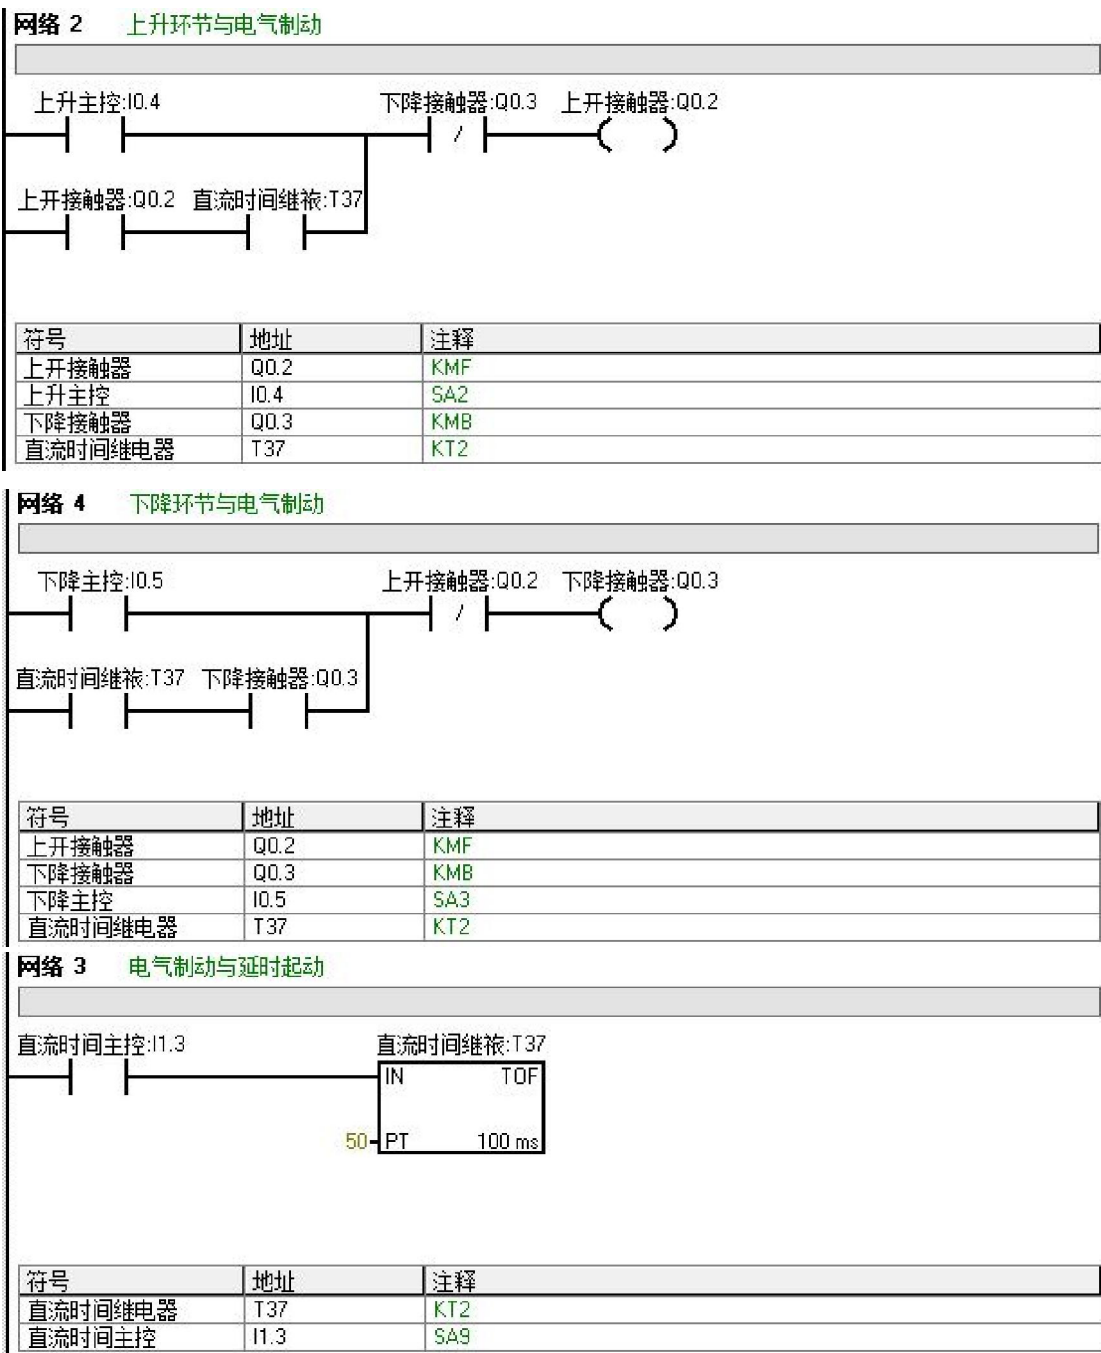 网络 2 上升环节与电气制动
上升主控:I0.4 下降接触器:Q0.3 上开接触器:Q0.2
/
上开接触器:Q0.2 直流时间继:T37
符号 地址 注释
上开接触器 Q0.2 KMF
上升主控 I0.4 SA2
下降接触器 Q0.3 KMB
直流时间继电器 T37 KT2
网络 4 下降环节与电气制动
下降主控:I0.5 上开接触器:Q0.2 下降接触器:Q0.3
/
直流时间继:T37 下降接触器:Q0.3
符号 地址 注释
上开接触器 Q0.2 KMF
下降接触器 Q0.3 KMB
下降主控 I0.5 SA3
直流时间继电器 T37 KT2
网络 3 电气制动与延时起动
直流时间主控:I1.3 直流时间继:T37
IN TOF
50 PT 100 ms
符号 地址 注释
直流时间继电器 T37 KT2
直流时间主控 I1.3 SA9